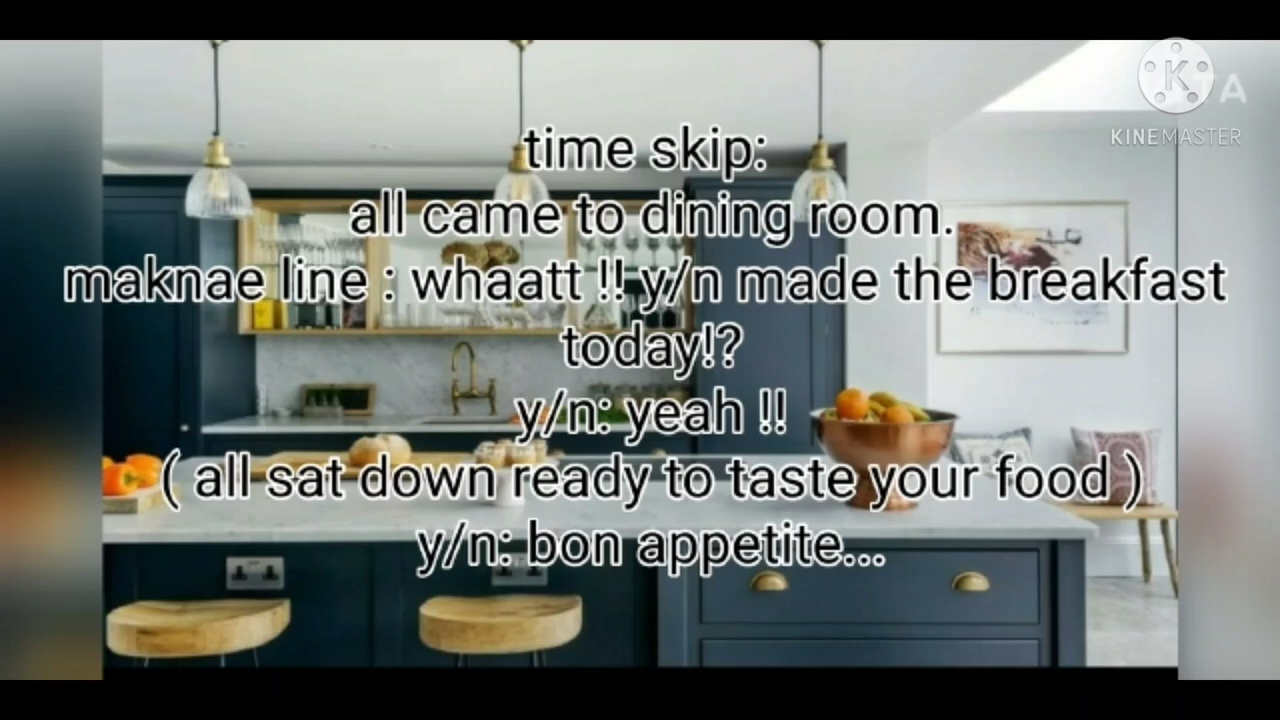 KINEMASTER
time skip:
all came to dining room.
maknae line : whaatt !! y/n made the breakfast
today!?
y/n: yeah !!
( all sat down ready to taste your food )
y/n: bon appetite...